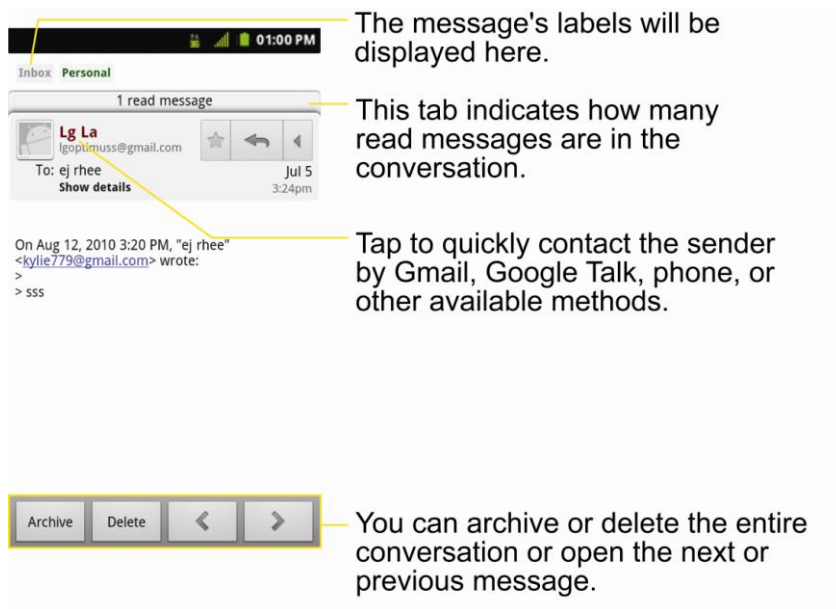 The message's labels will be
displayed here.
01:00 PM
Inbox Personal
1 read message
This tab indicates how many
read messages are in the
conversation.
Lg La
lgoptimuss@gmail.com
To: ej rhee
Jul 5
Show details
3:24pm
Tap to quickly contact the sender
by Gmail, Google Talk, phone, or
other available methods.
On Aug 12, 2010 3:20 PM, "ej rhee"
<kylie779@gmail.com> wrote:
>
> sss
Archive Delete
You can archive or delete the entire
conversation or open the next or
previous message.